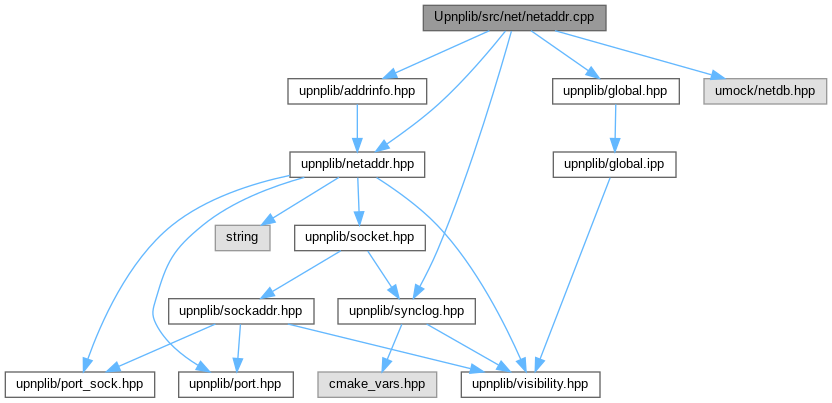 Upnplib/src/net/netaddr.cpp
upnplib/addrinfo.hpp
upnplib/global.hpp
umock/netdb.hpp
upnplib/netaddr.hpp
upnplib/global.ipp
string
upnplib/socket.hpp
upnplib/sockaddr.hpp
upnplib/synclog.hpp
upnplib/port_sock.hpp
upnplib/port.hpp
cmake_vars.hpp
upnplib/visibility.hpp